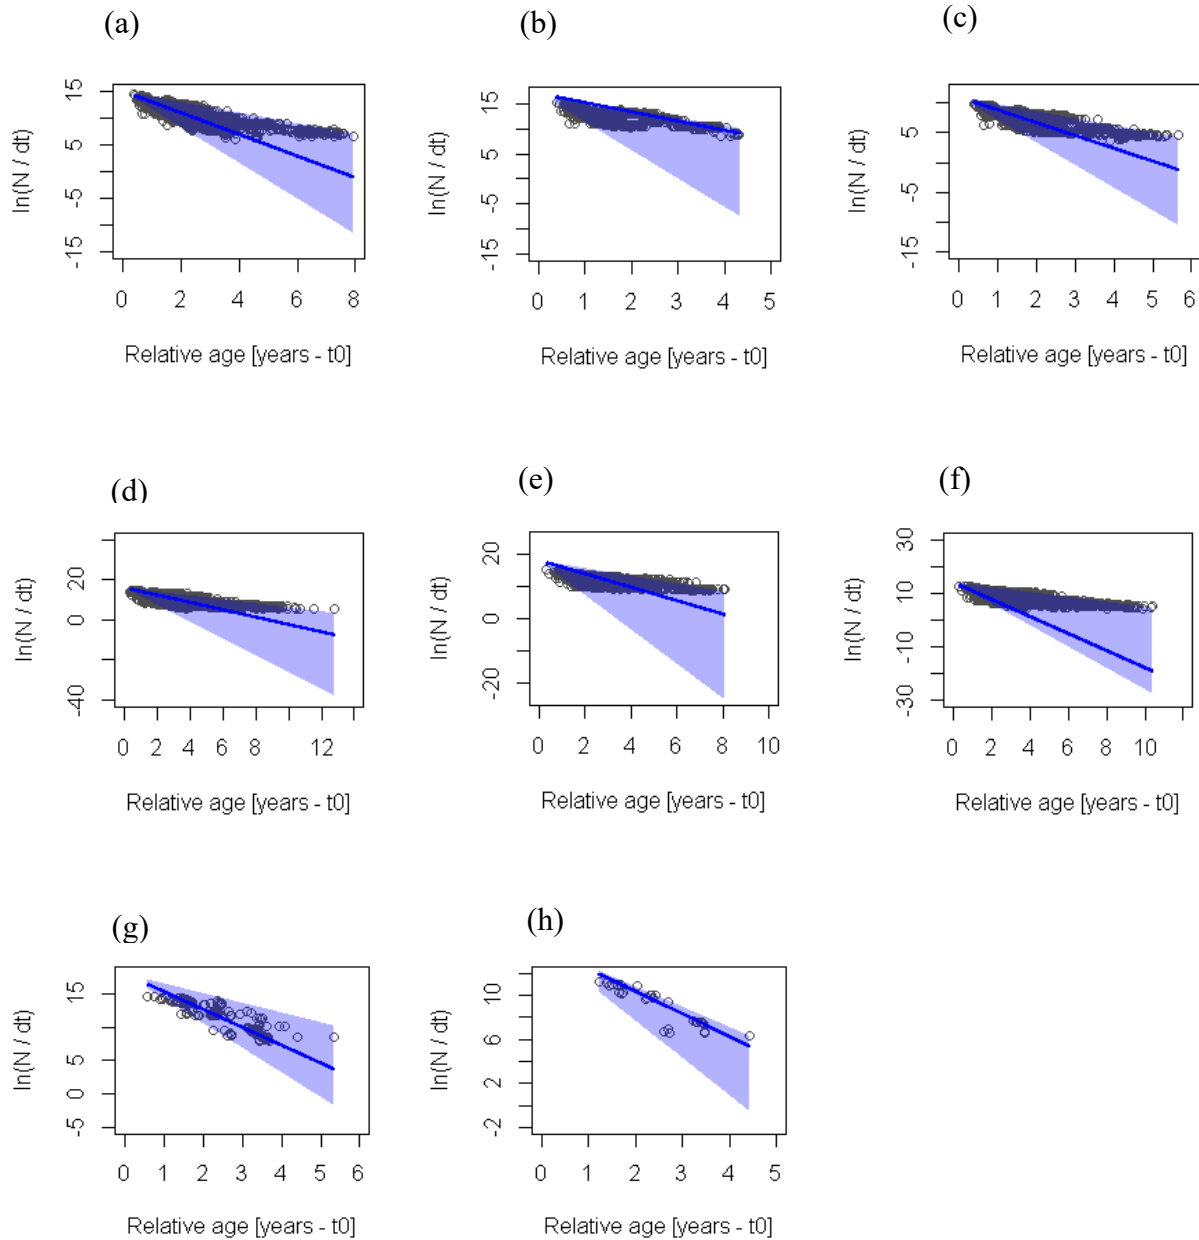 (a) (b) (c)
ln(N / dt) 15 5 -5 -15
0 2 4 6 8
Relative age [years - t0]
ln(N / dt) 15 5 -5 -15
0 1 2 3 4 5
Relative age [years - t0]
ln(N / dt) 5 -5 -15
0 1 2 3 4 5 6
Relative age [years - t0]
(d) (e) (f)
ln(N / dt) 20 0 -40
0 2 4 6 8 12
Relative age [years - t0]
ln(N / dt) 20 0 -20
0 2 4 6 8 10
Relative age [years - t0]
ln(N / dt) 30 10 -10 -30
0 2 4 6 8 10
Relative age [years - t0]
(g) (h)
ln(N / dt) 15 5 0 -5
0 1 2 3 4 5 6
Relative age [years - t0]
ln(N / dt) 10 6 2 -2
0 1 2 3 4 5
Relative age [years - t0]